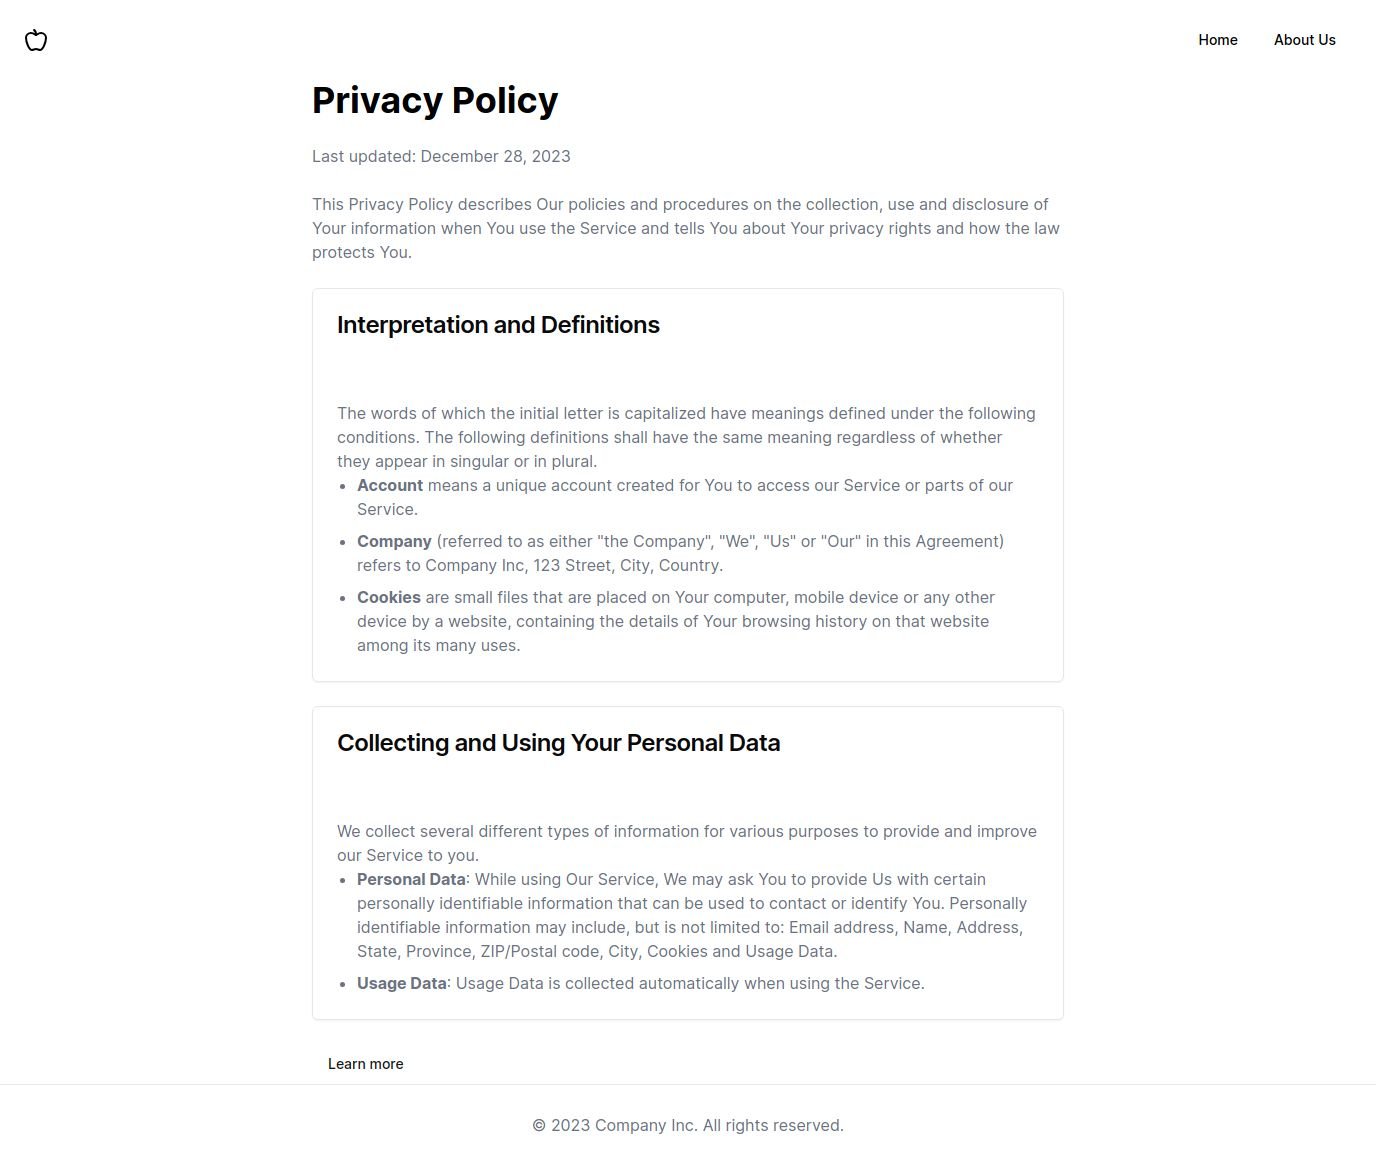 Home
About Us
Privacy Policy
Last updated: December 28, 2023
This Privacy Policy describes Our policies and procedures on the collection, use and disclosure of
Your information when You use the Service and tells You about Your privacy rights and how the law
protects You.
Interpretation and Definitions
The words of which the initial letter is capitalized have meanings defined under the following
conditions. The following definitions shall have the same meaning regardless of whether
they appear in singular or in plural.
• Account means a unique account created for You to access our Service or parts of our
Service.
• Company (referred to as either "the Company", "We", "Us" or "Our" in this Agreement)
refers to Company Inc, 123 Street, City, Country.
• Cookies are small files that are placed on Your computer, mobile device or any other
device by a website, containing the details of Your browsing history on that website
among its many uses.
Collecting and Using Your Personal Data
We collect several different types of information for various purposes to provide and improve
our Service to you.
• Personal Data: While using Our Service, We may ask You to provide Us with certain
personally identifiable information that can be used to contact or identify You. Personally
identifiable information may include, but is not limited to: Email address, Name, Address,
State, Province, ZIP/Postal code, City, Cookies and Usage Data.
• Usage Data: Usage Data is collected automatically when using the Service.
Learn more
© 2023 Company Inc. All rights reserved.